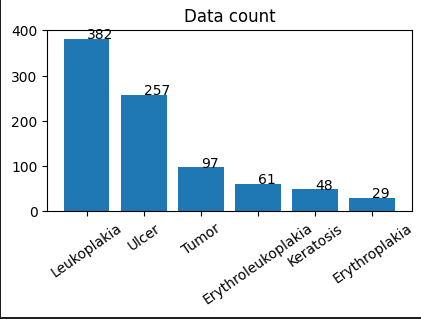 Data count
400
300
200
100
0
382
257
97
61
48
29
Leukoplakia
Ulcer
Tumor
Erythroleukoplakia
Keratosis
Erythroplakia